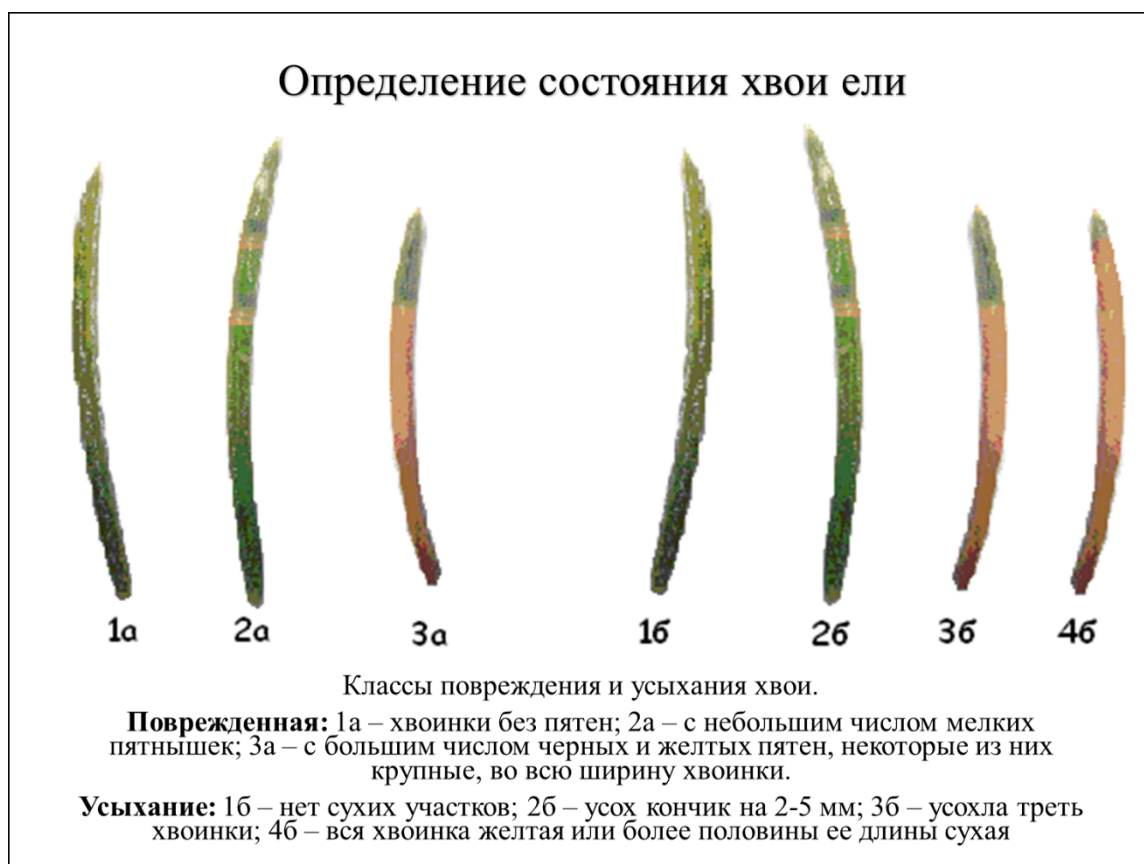 Определение состояния хвои ели
1а 2а 3а 1б 2б 3б 4б
Классы повреждения и усыхания хвои.
Поврежденная: 1а – хвоинки без пятен; 2а – с небольшим числом мелких
пятнышек; 3а – с большим числом черных и желтых пятен, некоторые из них
крупные, во всю ширину хвоинки.
Усыхание: 1б – нет сухих участков; 2б – усох кончик на 2-5 мм; 3б – усохла треть
хвоинки; 4б – вся хвоинка желтая или более половины ее длины сухая